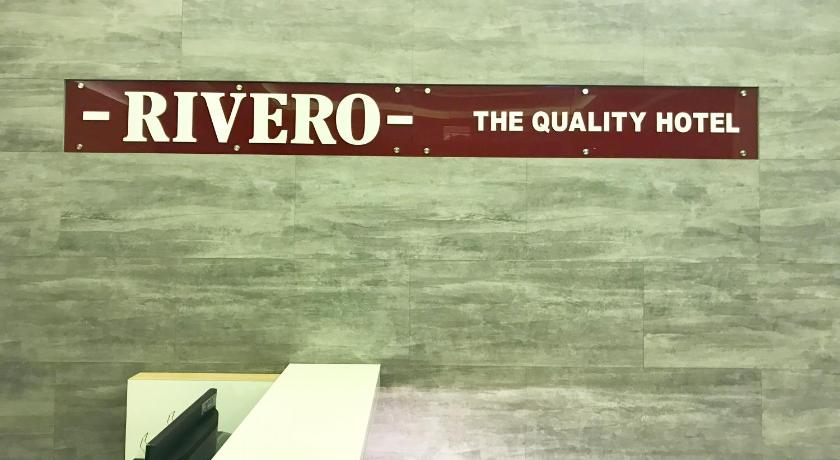 -RIVERO- THE QUALITY HOTEL